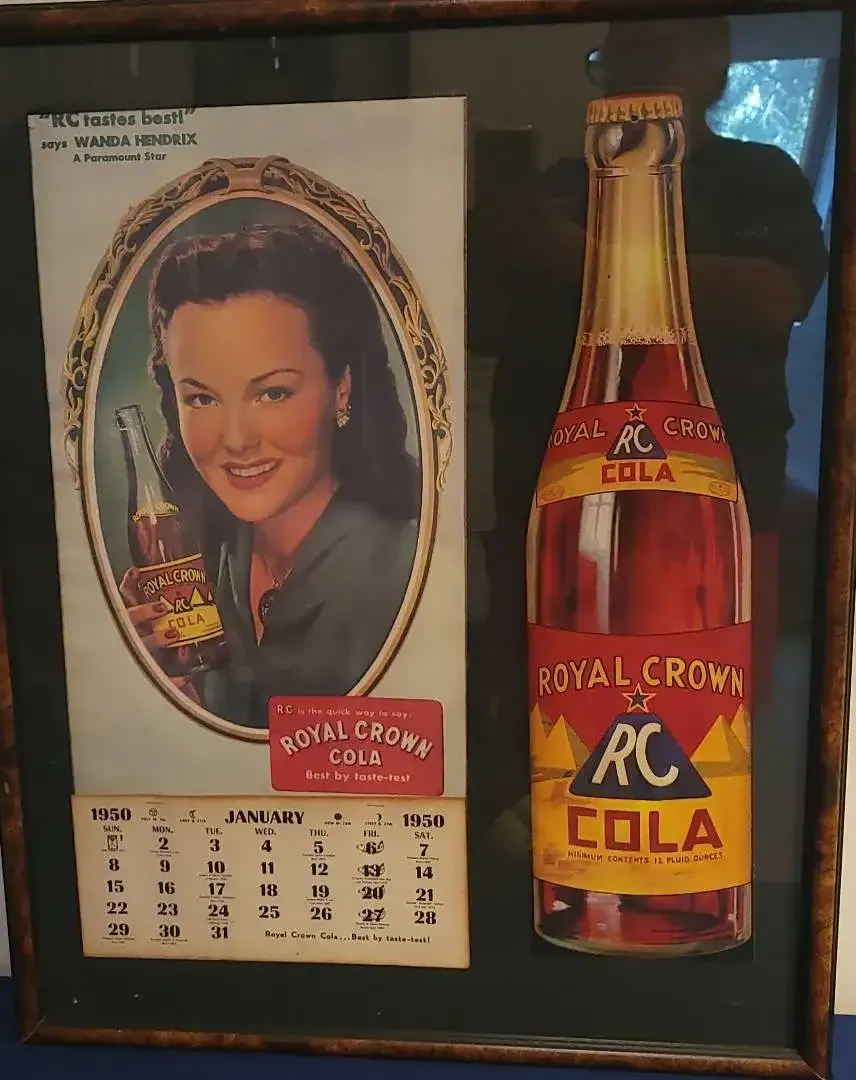 "RC tastes best!"
says WANDA HENDRIX
A Paramount Star
ROYAL CROWN
ROYAL CROWN
RC
COLA
RC is the quick way to say:
ROYAL CROWN
COLA
Best by taste-test
1950 JANUARY 1950
SUN. MON. TUE. WED. THU. FRI. SAT.
1 2 3 4 5 6 7
8 9 10 11 12 13 14
15 16 17 18 19 20 21
22 23 24 25 26 27 28
29 30 31
Royal Crown Cola...Best by taste-test!
ROYAL RC CROWN
COLA
ROYAL CROWN
RC
COLA
MINIMUM CONTENTS 12 FLUID OUNCES